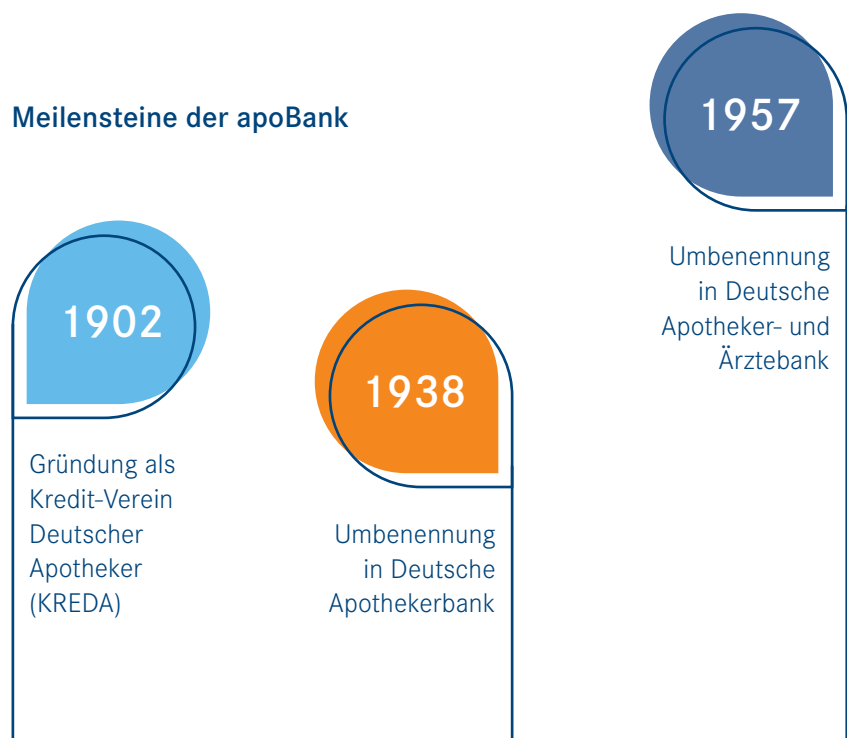 Meilensteine der apoBank
1902
Gründung als
Kredit-Verein
Deutscher
Apotheker
(KREDA)
1938
Umbenennung
in Deutsche
Apothekerbank
1957
Umbenennung
in Deutsche
Apotheker- und
Ärztebank